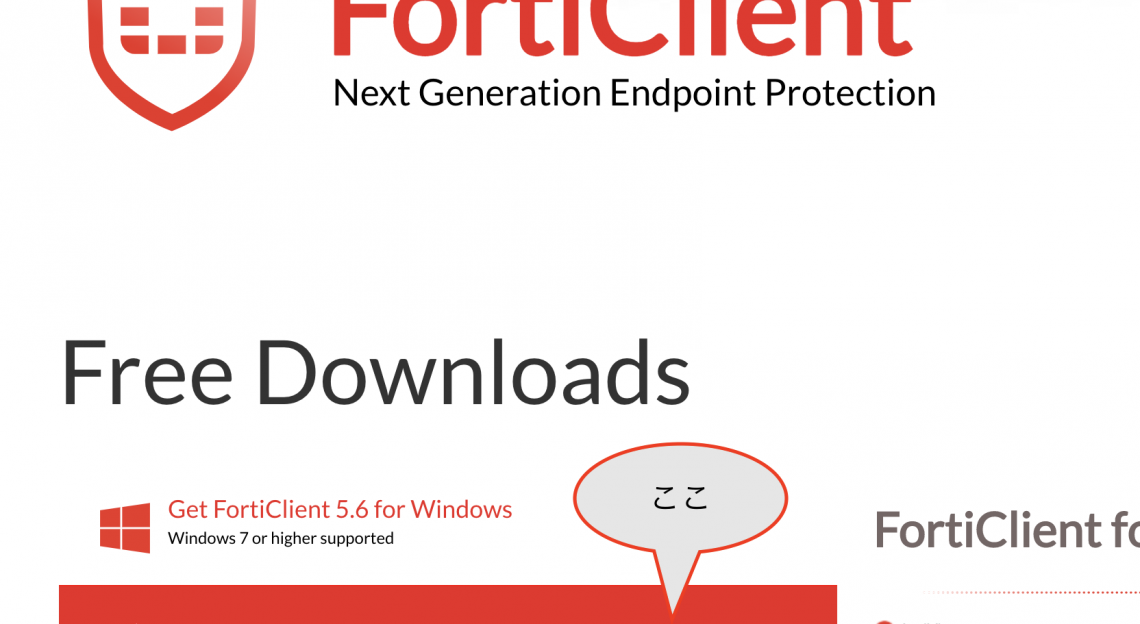 FortiClient
Next Generation Endpoint Protection
Free Downloads
ここ
Get FortiClient 5.6 for Windows
Windows 7 or higher supported
FortiClient